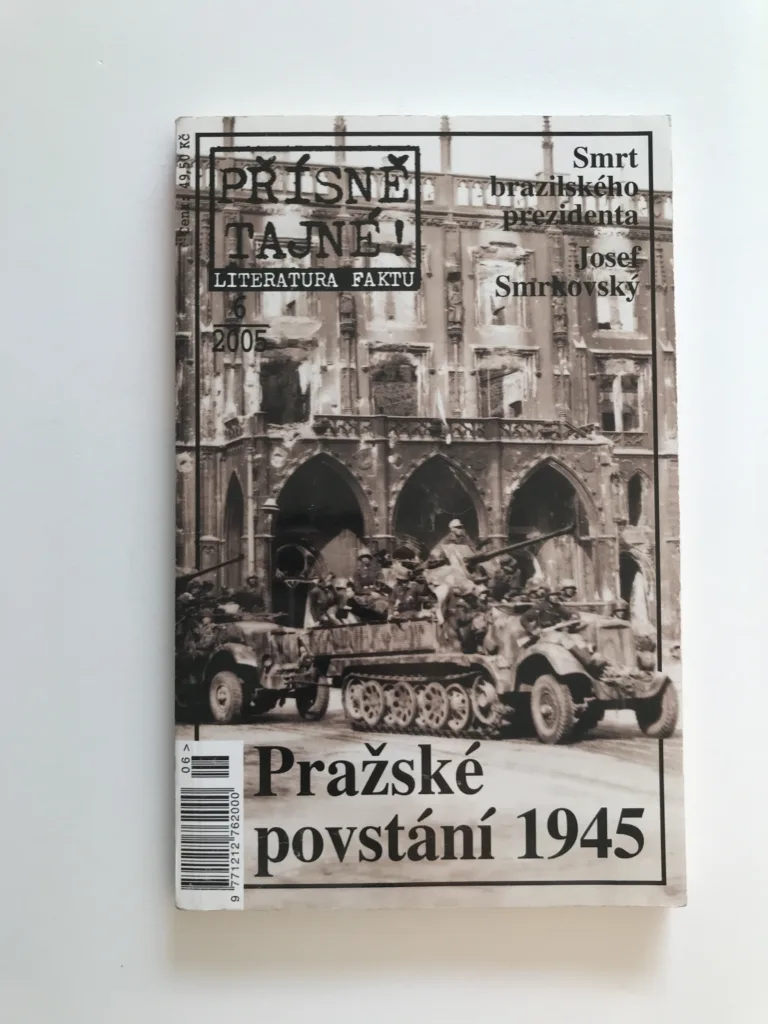 Cena: 49,50 Kč
PŘÍSNĚ
TAJNÉ!
LITERATURA FAKTU
6
2005
Smrt
brazilského
prezidenta
Josef
Smrkovský
Pražské
povstání 1945
06 >
9 771212 762000